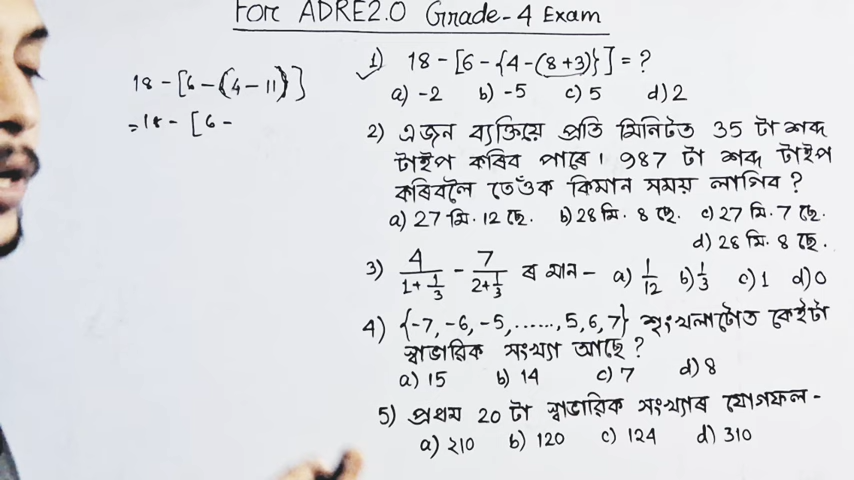 For ADRE2.0 Grade-4 Exam
18 - [6 - (4 - 11)}]
= 18 - [6 -
1) 18 - [6 - {4 - (8+3)}] = ?
a) -2 b) -5 c) 5 d) 2
2) এজন ব্যক্তিয়ে প্ৰতি মিনিটত 35 টা শব্দ
টাইপ কৰিব পাৰে। 987 টা শব্দ টাইপ
কৰিবলৈ তেওঁক কিমান সময় লাগিব ?
a) 27 মি. 12 ছে. b) 28 মি. 8 ছে. c) 27 মি. 7 ছে.
d) 26 মি. 8 ছে.
3) 4/(1+1/3) - 7/(2+1/3) ৰ মান - a) 1/12 b) 1/3 c) 1 d) 0
4) {-7, -6, -5, ......, 5, 6, 7} শৃংখলাটোত কেইটা
স্বাভাৱিক সংখ্যা আছে ?
a) 15 b) 14 c) 7 d) 8
5) প্ৰথম 20 টা স্বাভাৱিক সংখ্যাৰ যোগফল -
a) 210 b) 120 c) 124 d) 310